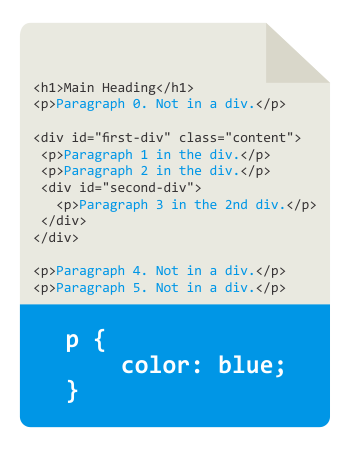 <h1>Main Heading</h1>
<p>Paragraph 0. Not in a div.</p>
<div id="first-div" class="content">
<p>Paragraph 1 in the div.</p>
<p>Paragraph 2 in the div.</p>
<div id="second-div">
<p>Paragraph 3 in the 2nd div.</p>
</div>
</div>
<p>Paragraph 4. Not in a div.</p>
<p>Paragraph 5. Not in a div.</p>
p {
color: blue;
}